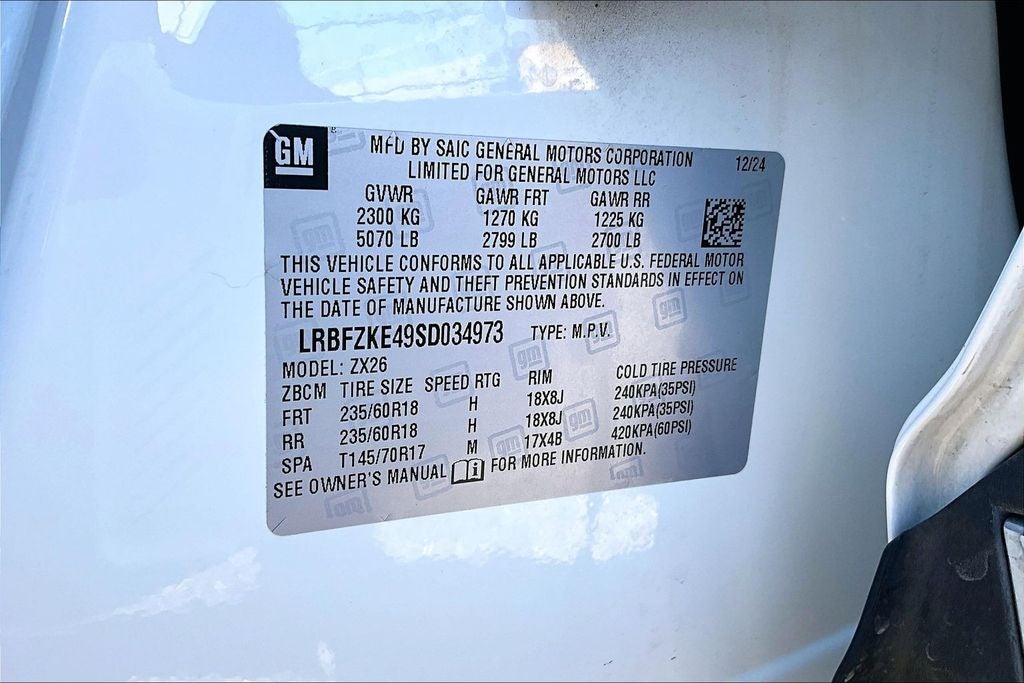 GM
MFD BY SAIC GENERAL MOTORS CORPORATION 12/24
LIMITED FOR GENERAL MOTORS LLC
GVWR GAWR FRT GAWR RR
2300 KG 1270 KG 1225 KG
5070 LB 2799 LB 2700 LB
THIS VEHICLE CONFORMS TO ALL APPLICABLE U.S. FEDERAL MOTOR
VEHICLE SAFETY AND THEFT PREVENTION STANDARDS IN EFFECT ON
THE DATE OF MANUFACTURE SHOWN ABOVE.
LRBFZKE49SD034973 TYPE: M.P.V.
MODEL: ZX26
ZBCM TIRE SIZE SPEED RTG RIM COLD TIRE PRESSURE
FRT 235/60R18 H 18X8J 240KPA(35PSI)
RR 235/60R18 H 18X8J 240KPA(35PSI)
SPA T145/70R17 M 17X4B 420KPA(60PSI)
SEE OWNER'S MANUAL FOR MORE INFORMATION.